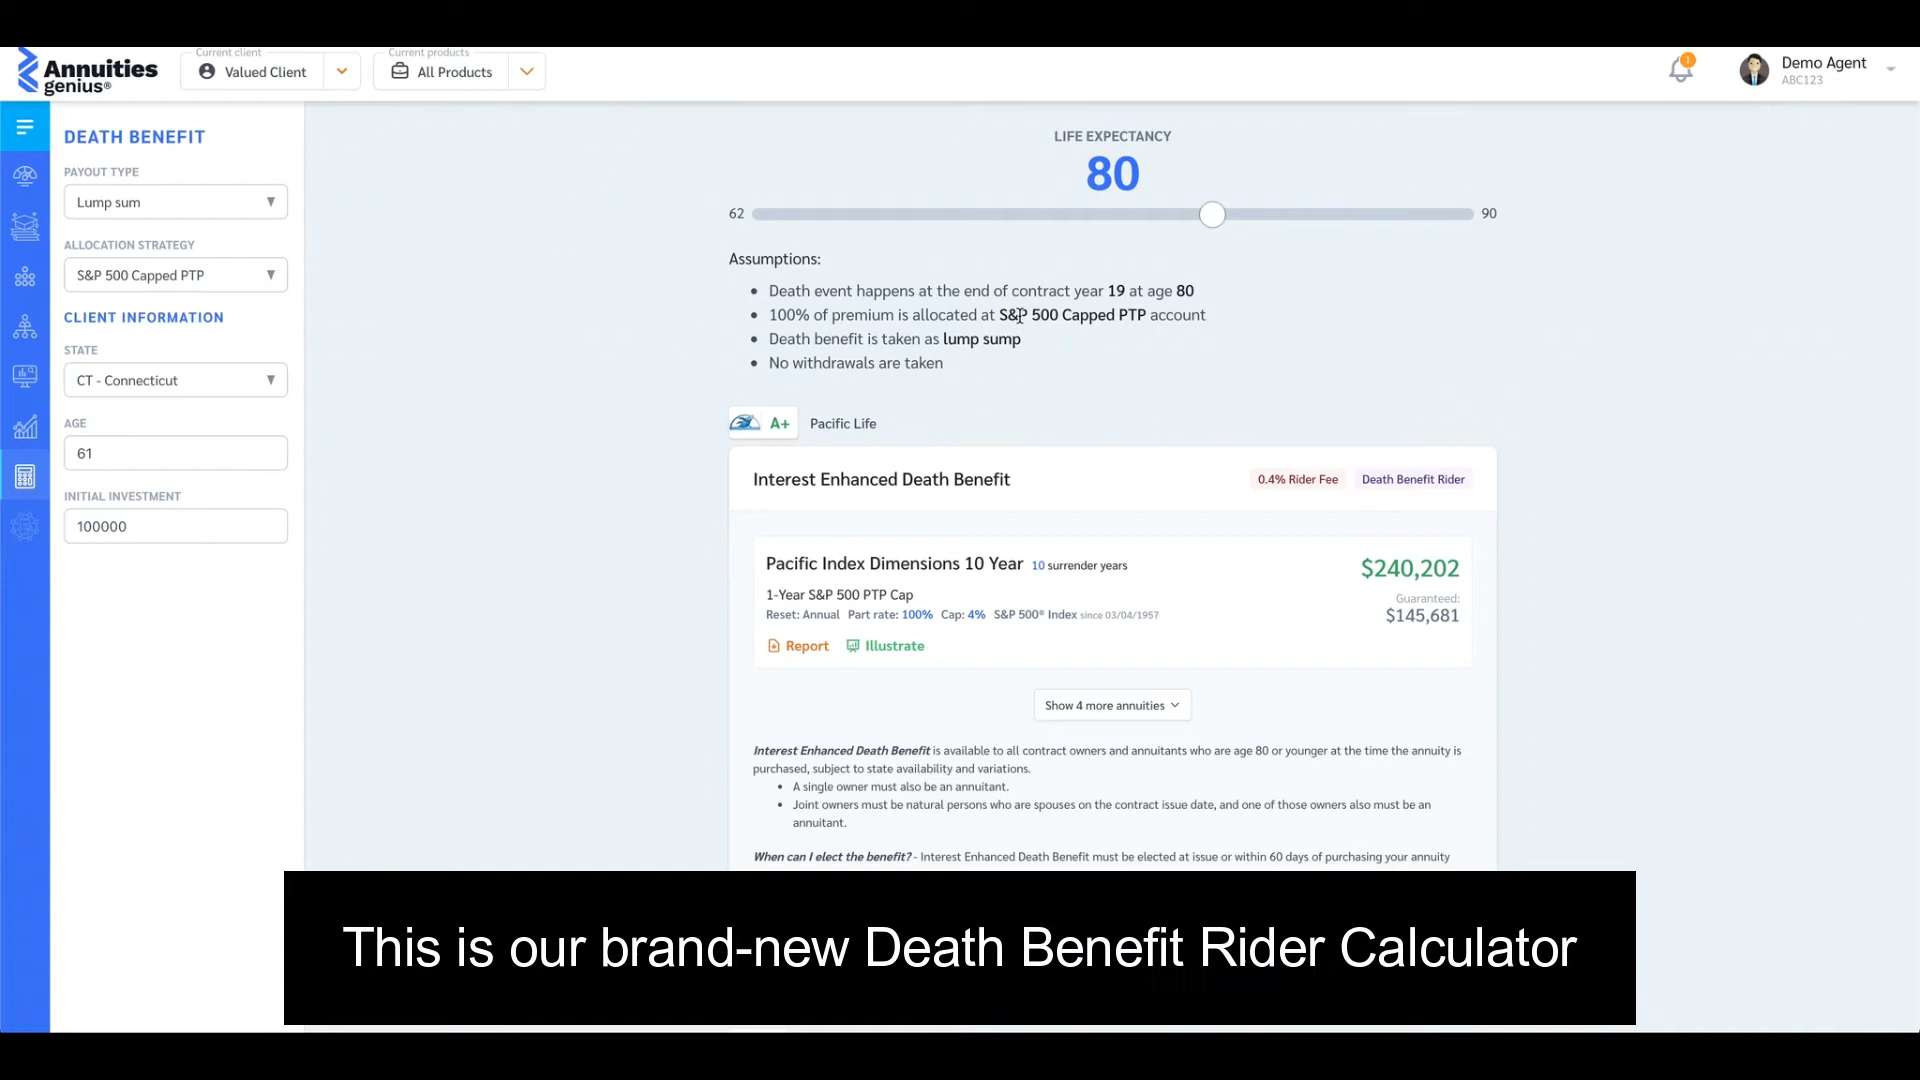 Annuities
genius®
Current client
Valued Client
Current products
All Products
1
Demo Agent
ABC123
DEATH BENEFIT
PAYOUT TYPE
Lump sum
ALLOCATION STRATEGY
S&P 500 Capped PTP
CLIENT INFORMATION
STATE
CT - Connecticut
AGE
61
INITIAL INVESTMENT
100000
LIFE EXPECTANCY
80
62
90
Assumptions:
• Death event happens at the end of contract year 19 at age 80
• 100% of premium is allocated at S&P 500 Capped PTP account
• Death benefit is taken as lump sump
• No withdrawals are taken
A+ Pacific Life
Interest Enhanced Death Benefit
0.4% Rider Fee
Death Benefit Rider
Pacific Index Dimensions 10 Year 10 surrender years
1-Year S&P 500 PTP Cap
Reset: Annual Part rate: 100% Cap: 4% S&P 500® Index since 03/04/1957
Report Illustrate
$240,202
Guaranteed:
$145,681
Show 4 more annuities
Interest Enhanced Death Benefit is available to all contract owners and annuitants who are age 80 or younger at the time the annuity is
purchased, subject to state availability and variations.
• A single owner must also be an annuitant.
• Joint owners must be natural persons who are spouses on the contract issue date, and one of those owners also must be an
annuitant.
When can I elect the benefit? - Interest Enhanced Death Benefit must be elected at issue or within 60 days of purchasing your annuity
This is our brand-new Death Benefit Rider Calculator